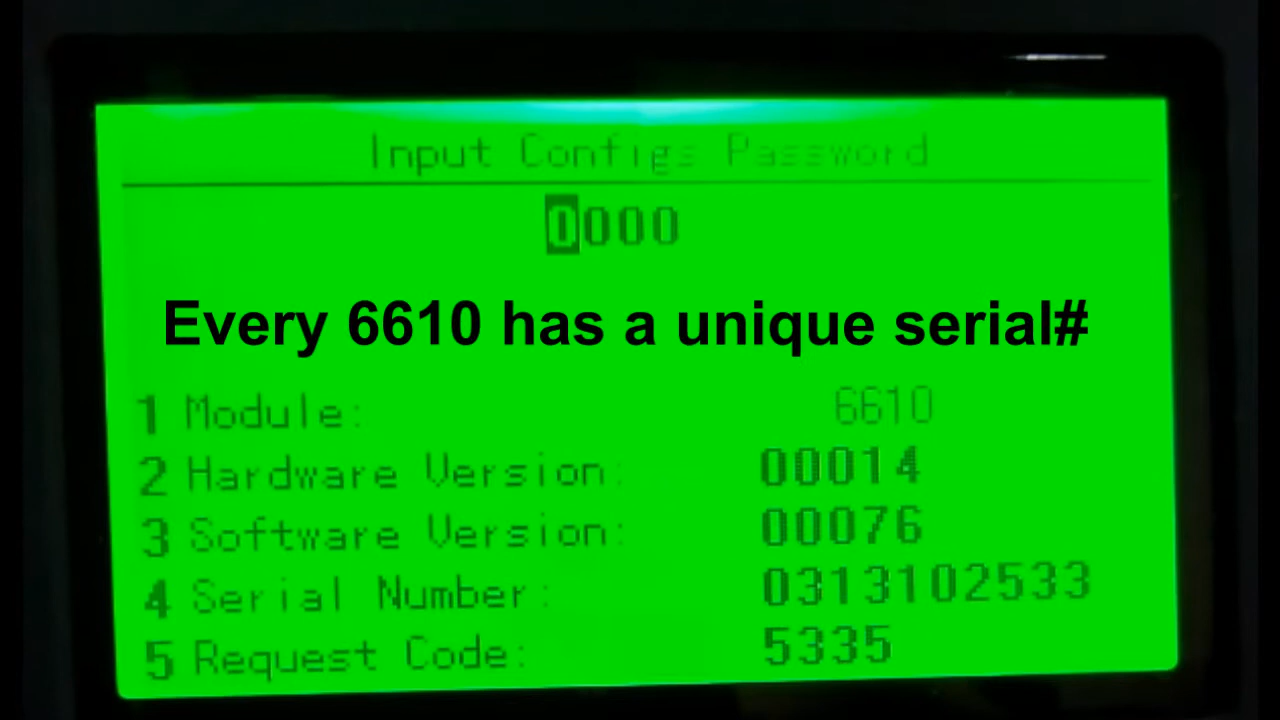 Input Configs Password
0000
Every 6610 has a unique serial#
1 Module: 6610
2 Hardware Version: 00014
3 Software Version: 00076
4 Serial Number: 0313102533
5 Request Code: 5335